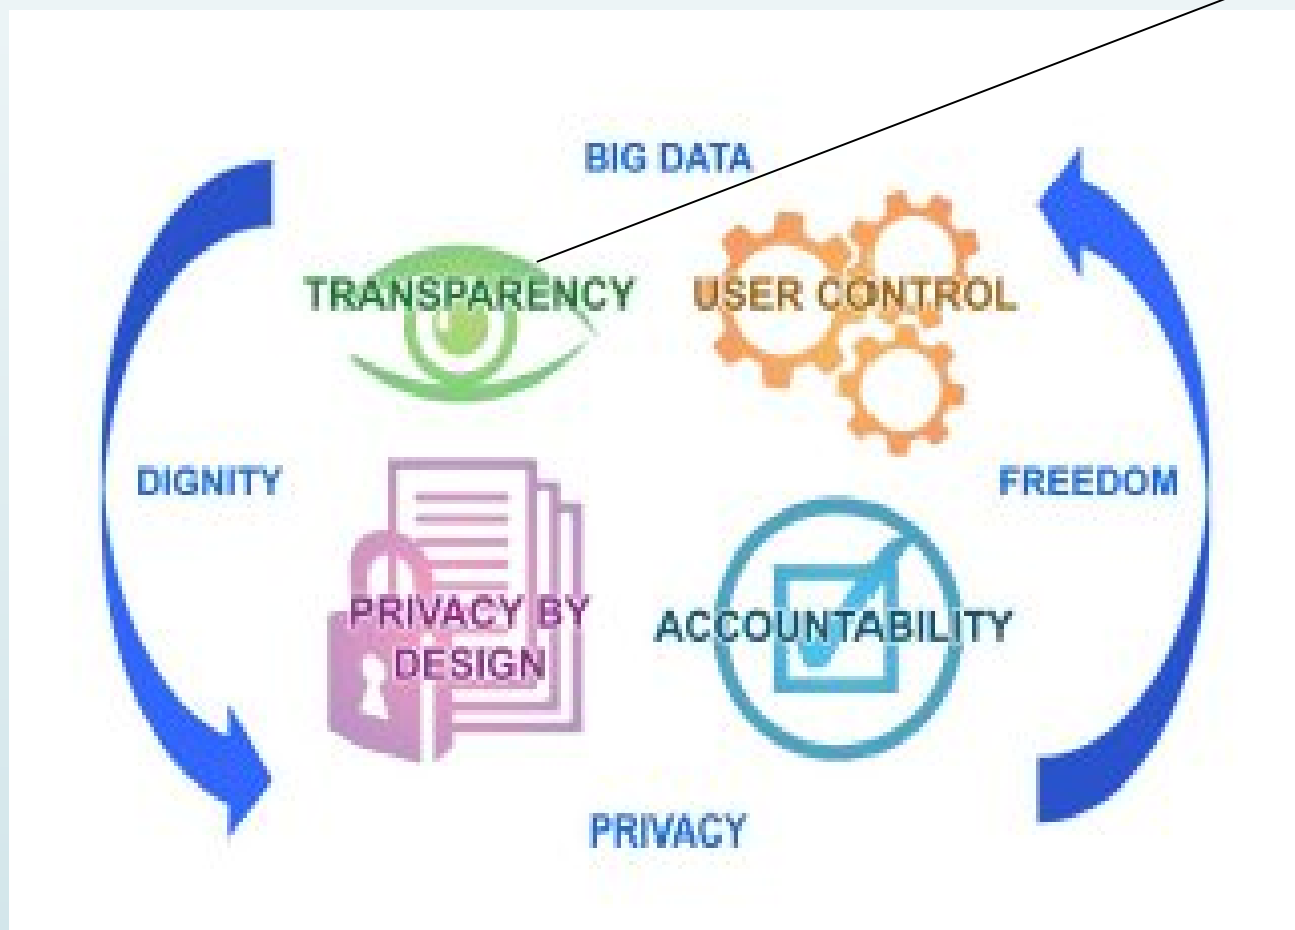 BIG DATA
TRANSPARENCY
USER CONTROL
DIGNITY
FREEDOM
PRIVACY BY
DESIGN
ACCOUNTABILITY
PRIVACY